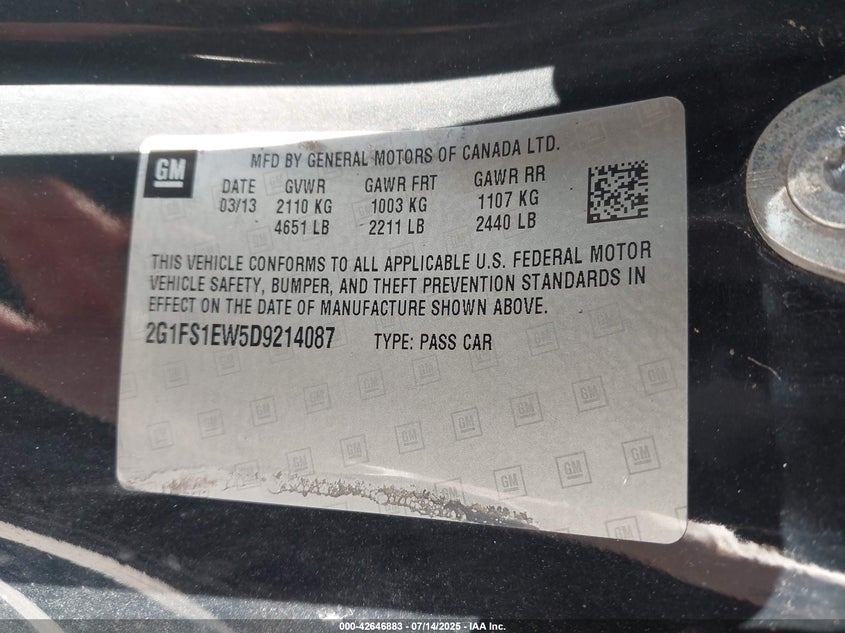 GM
MFD BY GENERAL MOTORS OF CANADA LTD.
DATE GVWR GAWR FRT GAWR RR
03/13 2110 KG 1003 KG 1107 KG
4651 LB 2211 LB 2440 LB
THIS VEHICLE CONFORMS TO ALL APPLICABLE U.S. FEDERAL MOTOR
VEHICLE SAFETY, BUMPER, AND THEFT PREVENTION STANDARDS IN
EFFECT ON THE DATE OF MANUFACTURE SHOWN ABOVE.
2G1FS1EW5D9214087 TYPE: PASS CAR
000-42646883 - 07/14/2025 - IAA Inc.